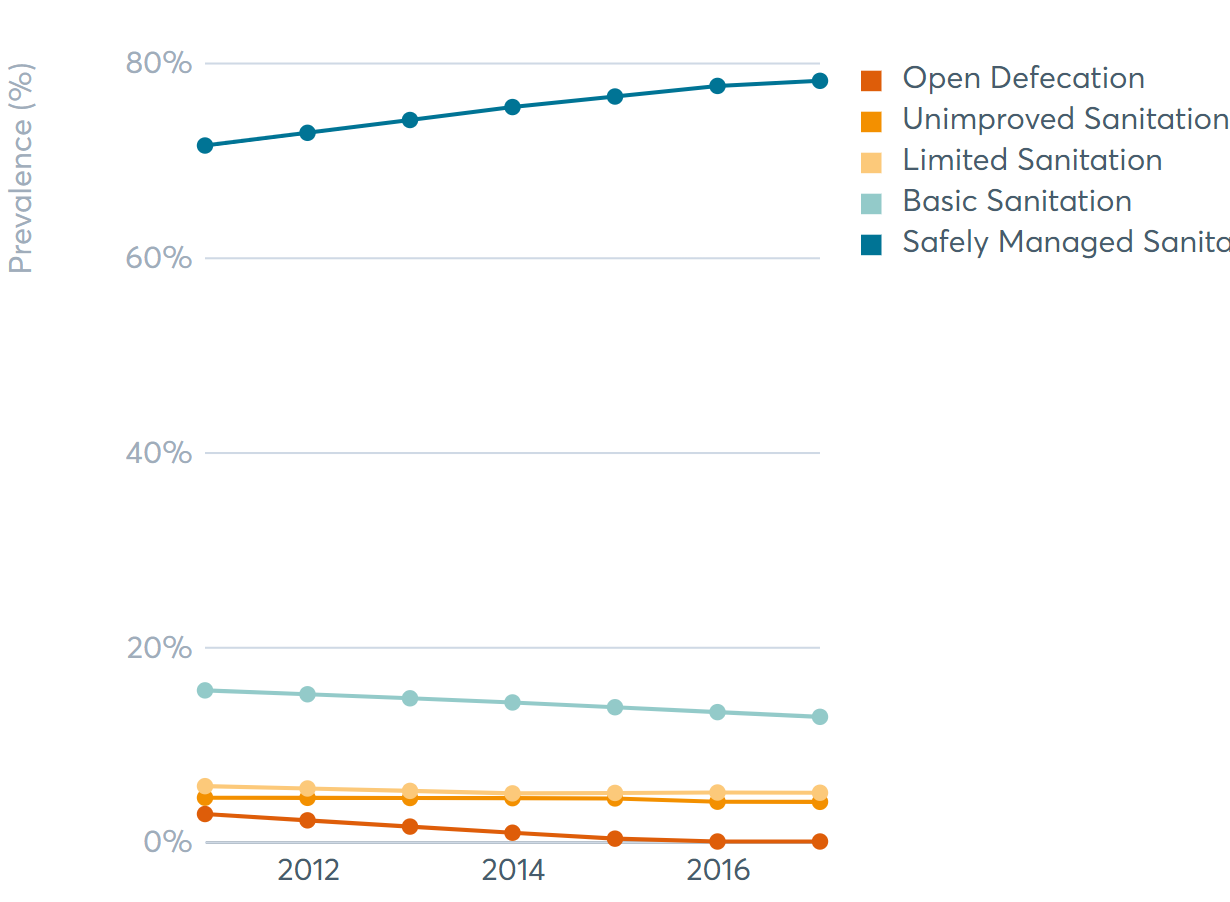 Prevalence (%)
80%
60%
40%
20%
0%
2012
2014
2016
Open Defecation
Unimproved Sanitation
Limited Sanitation
Basic Sanitation
Safely Managed Sanita